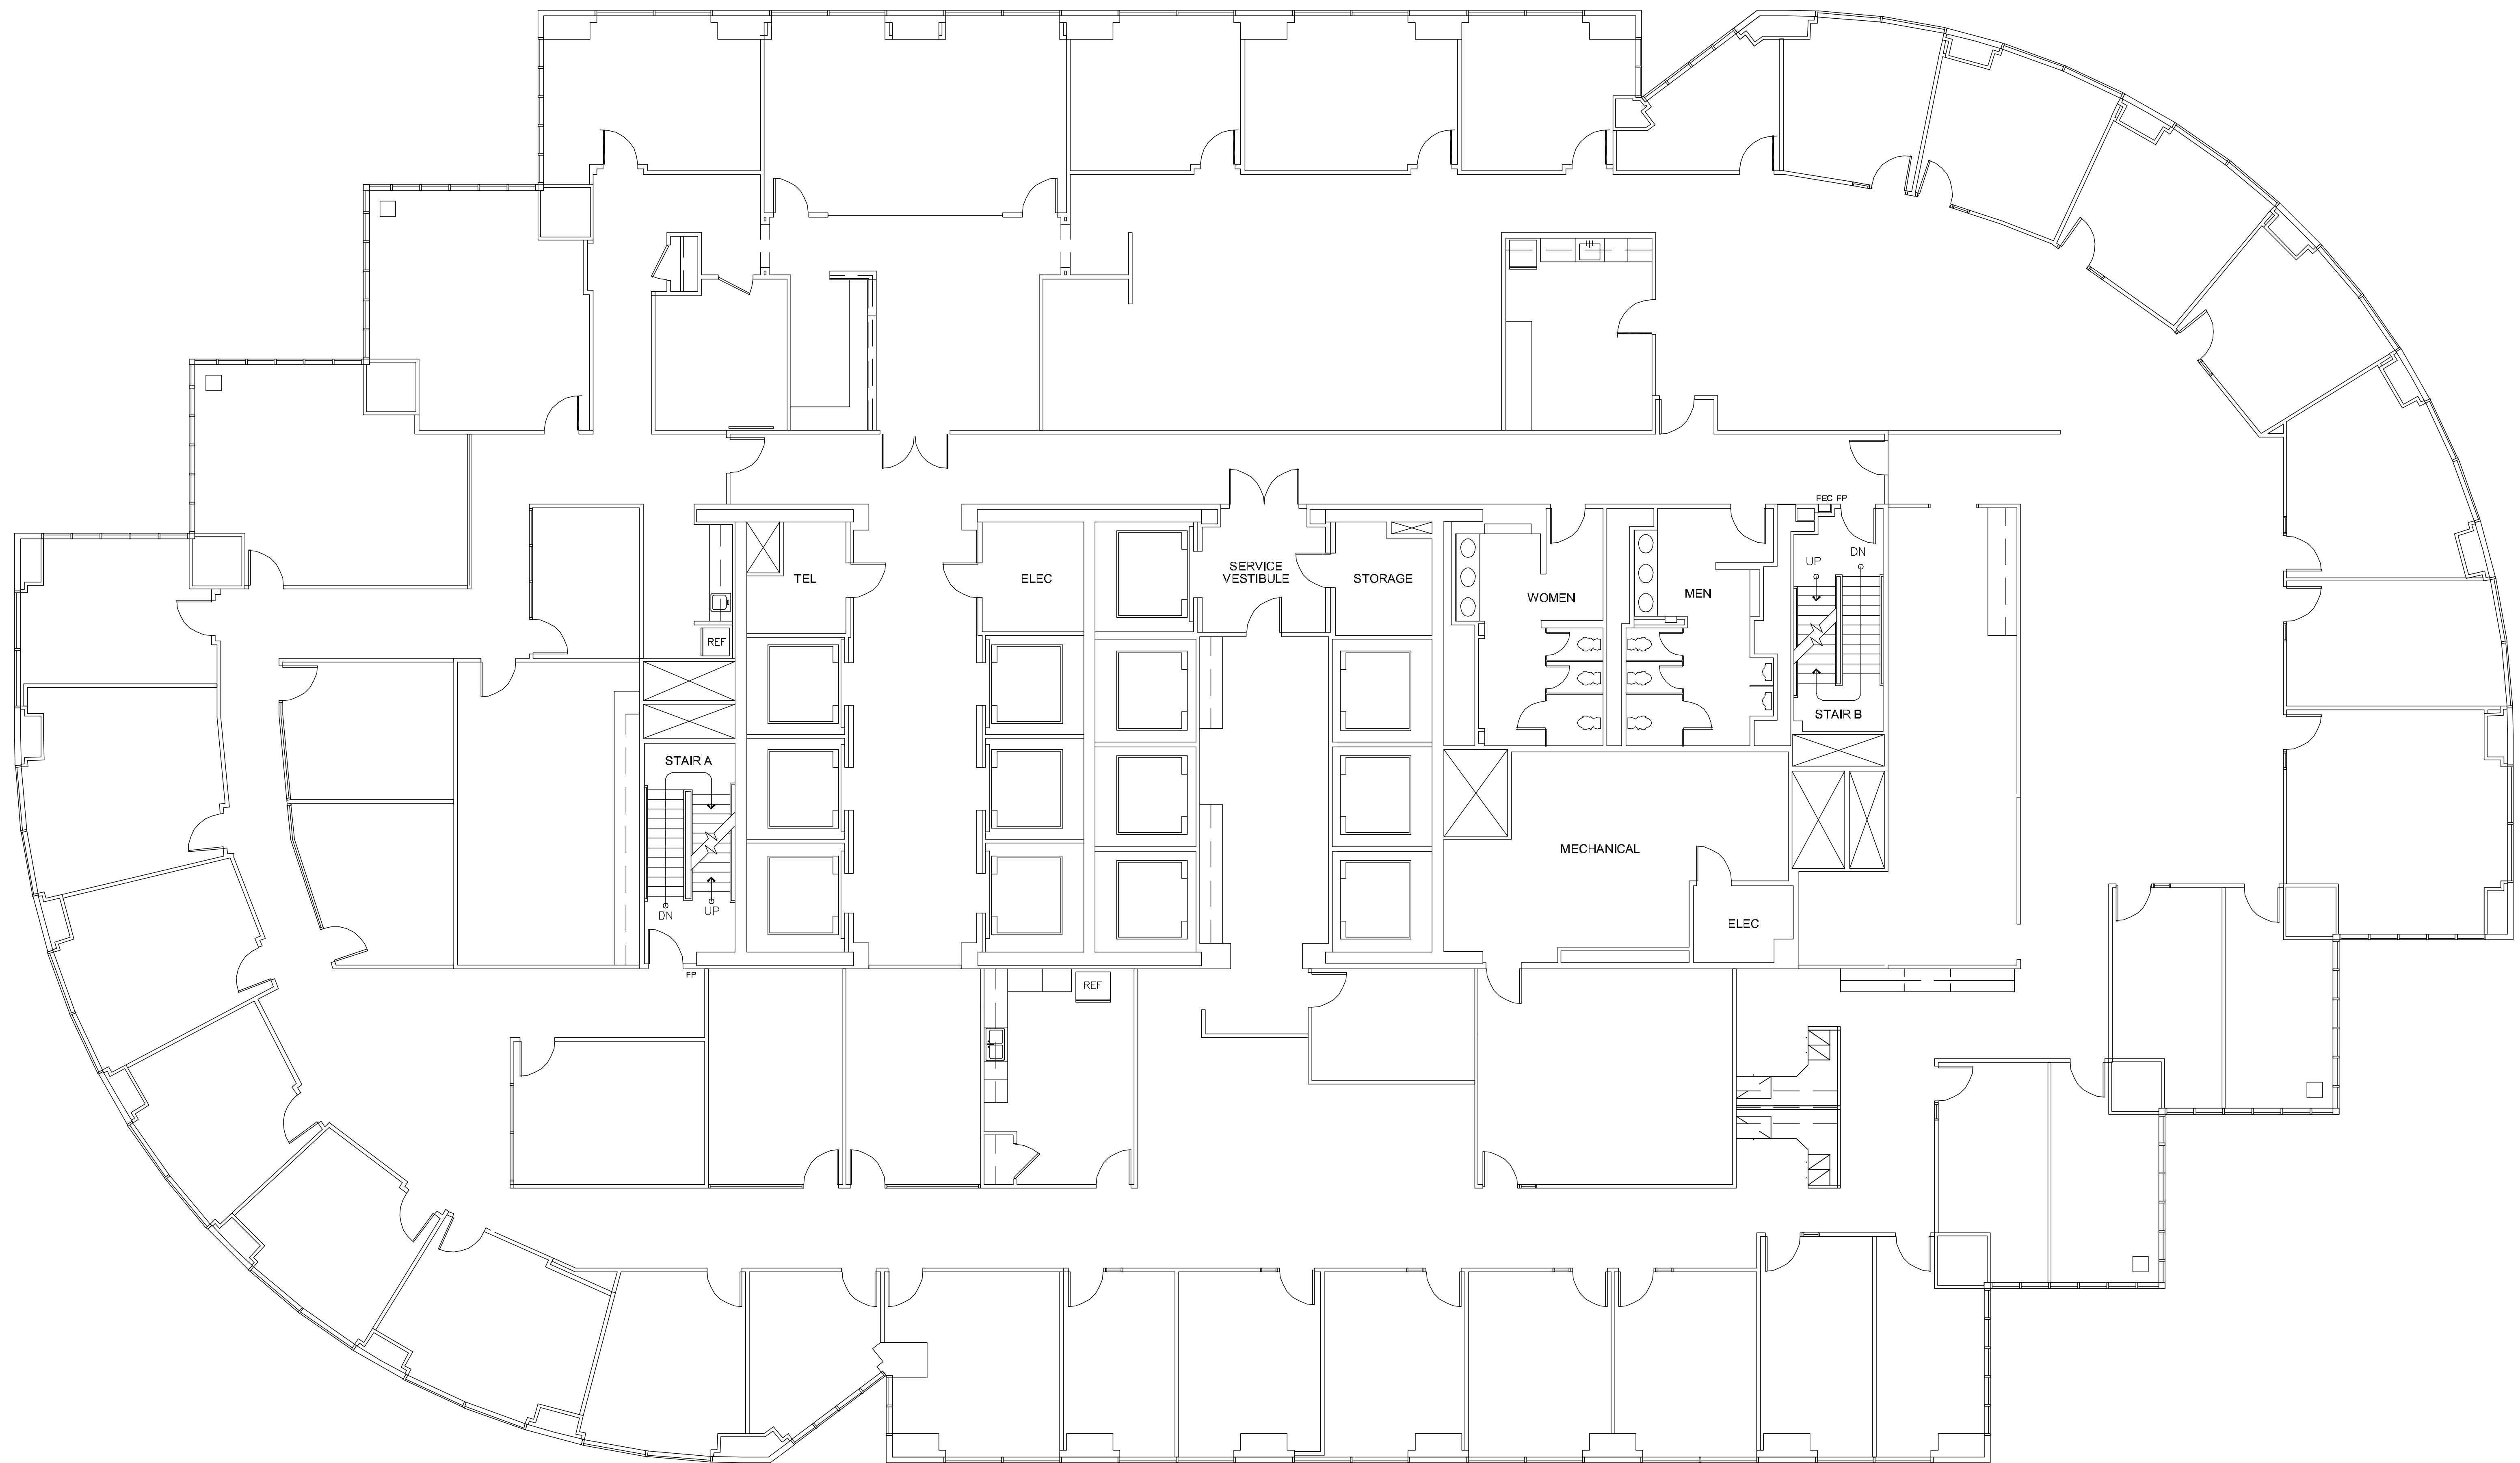 FEC FP
TEL
ELEC
SERVICE
VESTIBULE
STORAGE
WOMEN
MEN
UP
DN
REF
STAIR B
STAIR A
MECHANICAL
DN
UP
ELEC
FP
REF